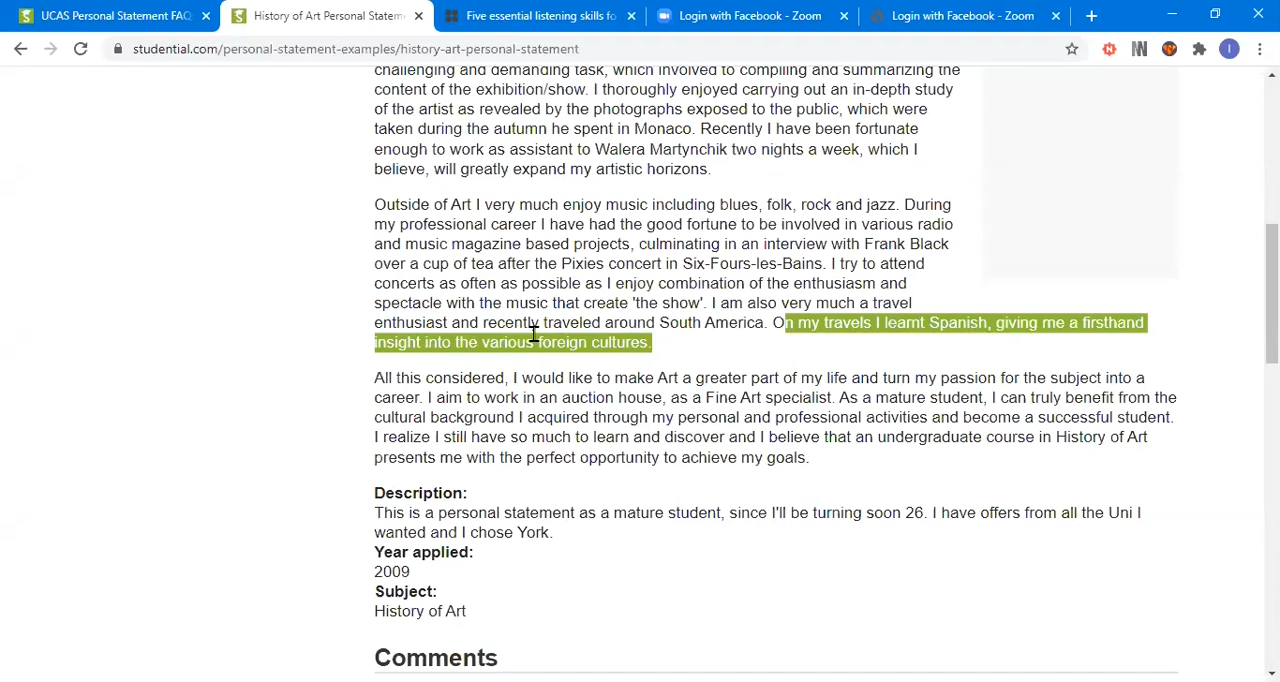 UCAS Personal Statement FAQ
History of Art Personal Statem
Five essential listening skills fo
Login with Facebook - Zoom
Login with Facebook - Zoom
studential.com/personal-statement-examples/history-art-personal-statement
challenging and demanding task, which involved to compiling and summarizing the
content of the exhibition/show. I thoroughly enjoyed carrying out an in-depth study
of the artist as revealed by the photographs exposed to the public, which were
taken during the autumn he spent in Monaco. Recently I have been fortunate
enough to work as assistant to Walera Martynchik two nights a week, which I
believe, will greatly expand my artistic horizons.
Outside of Art I very much enjoy music including blues, folk, rock and jazz. During
my professional career I have had the good fortune to be involved in various radio
and music magazine based projects, culminating in an interview with Frank Black
over a cup of tea after the Pixies concert in Six-Fours-les-Bains. I try to attend
concerts as often as possible as I enjoy combination of the enthusiasm and
spectacle with the music that create 'the show'. I am also very much a travel
enthusiast and recently traveled around South America. On my travels I learnt Spanish, giving me a firsthand
insight into the various foreign cultures.
All this considered, I would like to make Art a greater part of my life and turn my passion for the subject into a
career. I aim to work in an auction house, as a Fine Art specialist. As a mature student, I can truly benefit from the
cultural background I acquired through my personal and professional activities and become a successful student.
I realize I still have so much to learn and discover and I believe that an undergraduate course in History of Art
presents me with the perfect opportunity to achieve my goals.
Description:
This is a personal statement as a mature student, since I'll be turning soon 26. I have offers from all the Uni I
wanted and I chose York.
Year applied:
2009
Subject:
History of Art
Comments